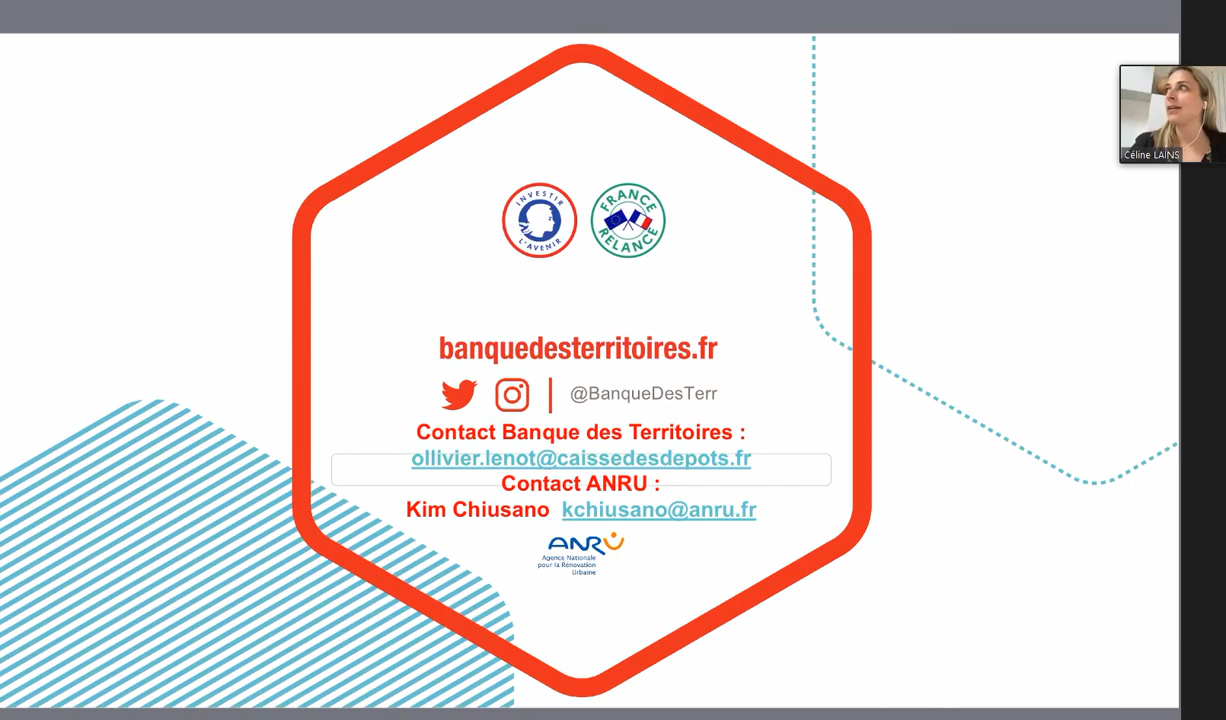 INVESTIR
L'AVENIR
FRANCE
RELANCE
banquedesterritoires.fr
@BanqueDesTerr
Contact Banque des Territoires :
ollivier.lenot@caissedesdepots.fr
Contact ANRU :
Kim Chiusano kchiusano@anru.fr
ANRU
Agence Nationale
pour la Rénovation
Urbaine
Céline LAINS